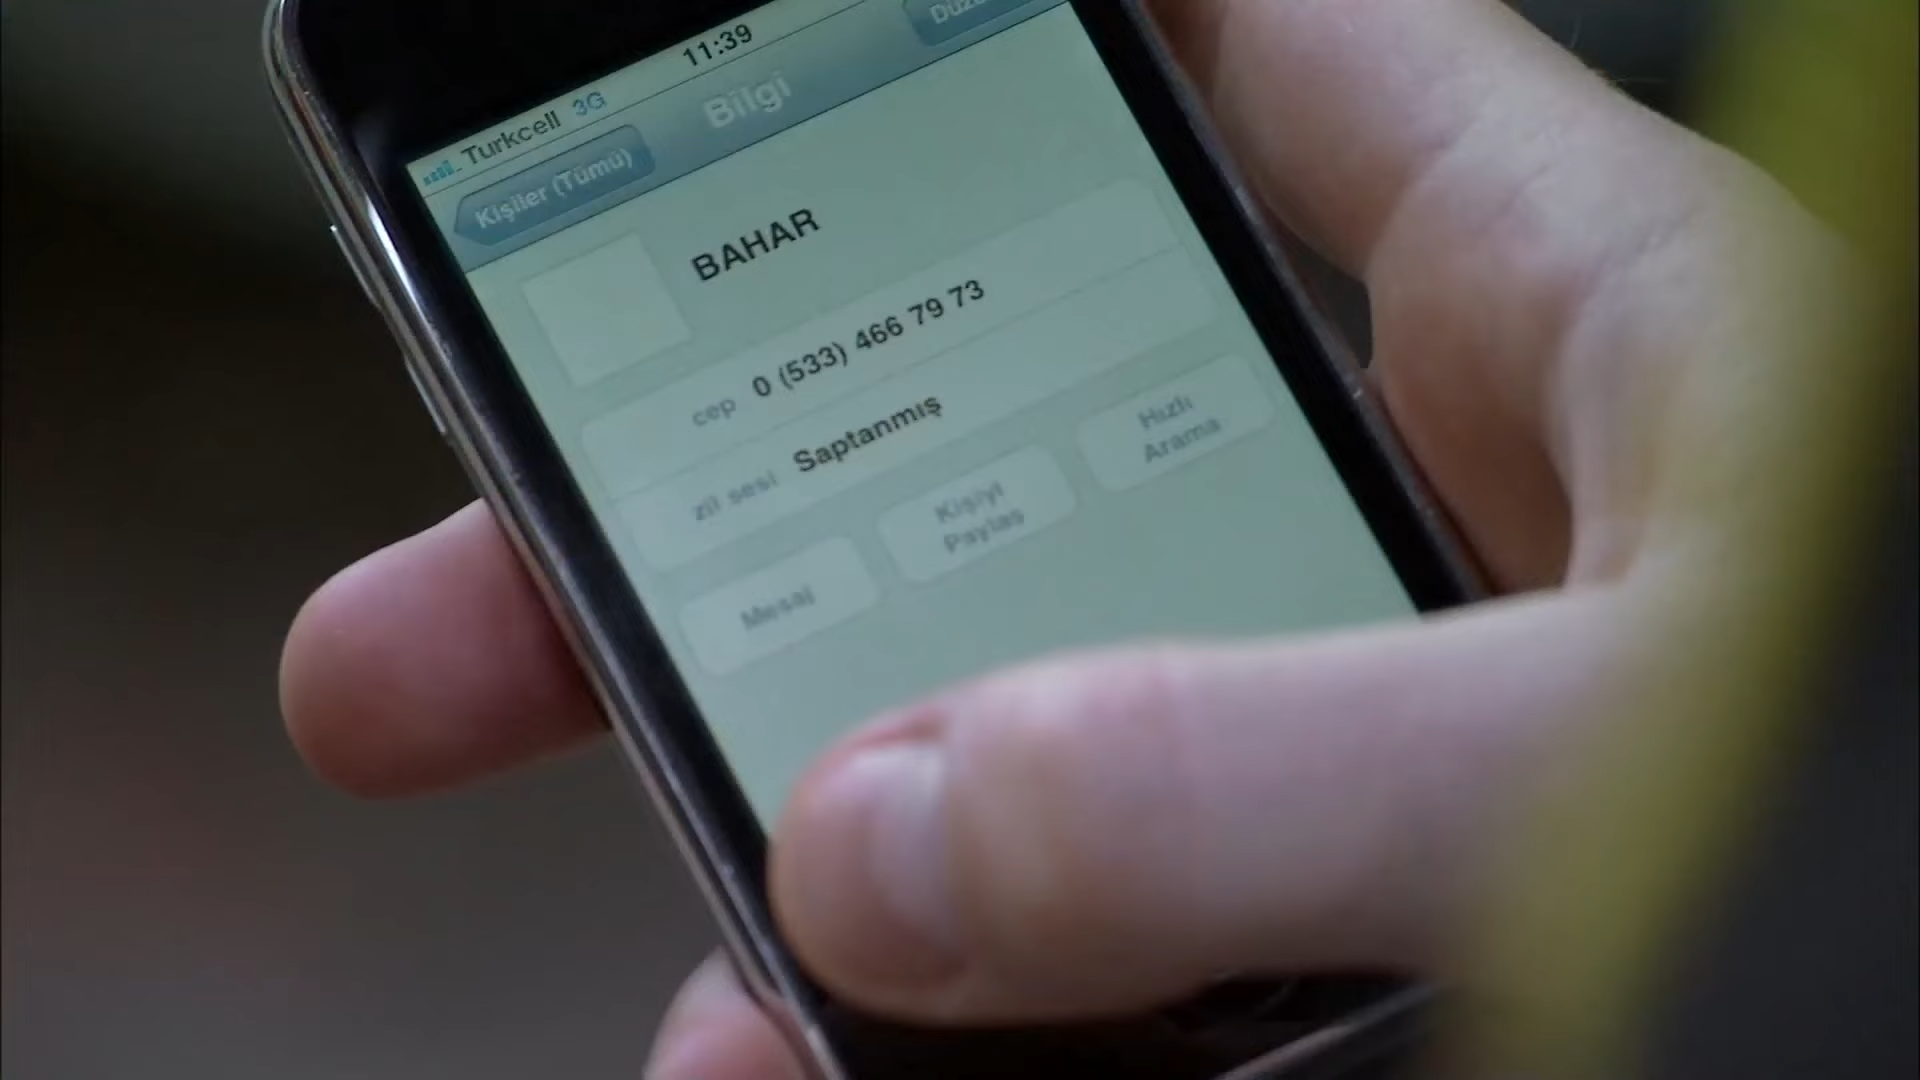 11:39
Turkcell 3G
Kişiler (Tümü)
Bilgi
BAHAR
cep 0 (533) 466 79 73
zil sesi Saptanmış
Mesaj
Kişiyi
Paylaş
Hızlı
Arama